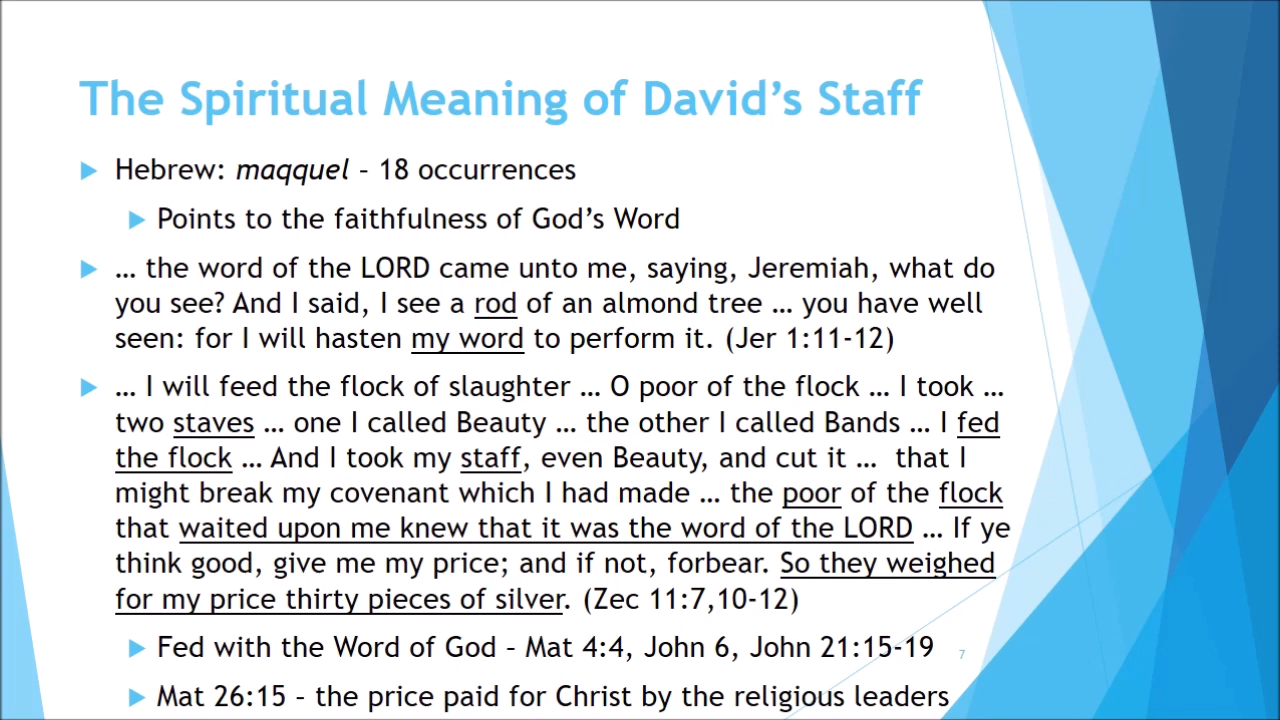 The Spiritual Meaning of David’s Staff
Hebrew: maqquel – 18 occurrences
Points to the faithfulness of God’s Word
… the word of the LORD came unto me, saying, Jeremiah, what do
you see? And I said, I see a rod of an almond tree … you have well
seen: for I will hasten my word to perform it. (Jer 1:11-12)
… I will feed the flock of slaughter … O poor of the flock … I took …
two staves … one I called Beauty … the other I called Bands … I fed
the flock … And I took my staff, even Beauty, and cut it … that I
might break my covenant which I had made … the poor of the flock
that waited upon me knew that it was the word of the LORD … If ye
think good, give me my price; and if not, forbear. So they weighed
for my price thirty pieces of silver. (Zec 11:7,10-12)
Fed with the Word of God – Mat 4:4, John 6, John 21:15-19
7
Mat 26:15 – the price paid for Christ by the religious leaders